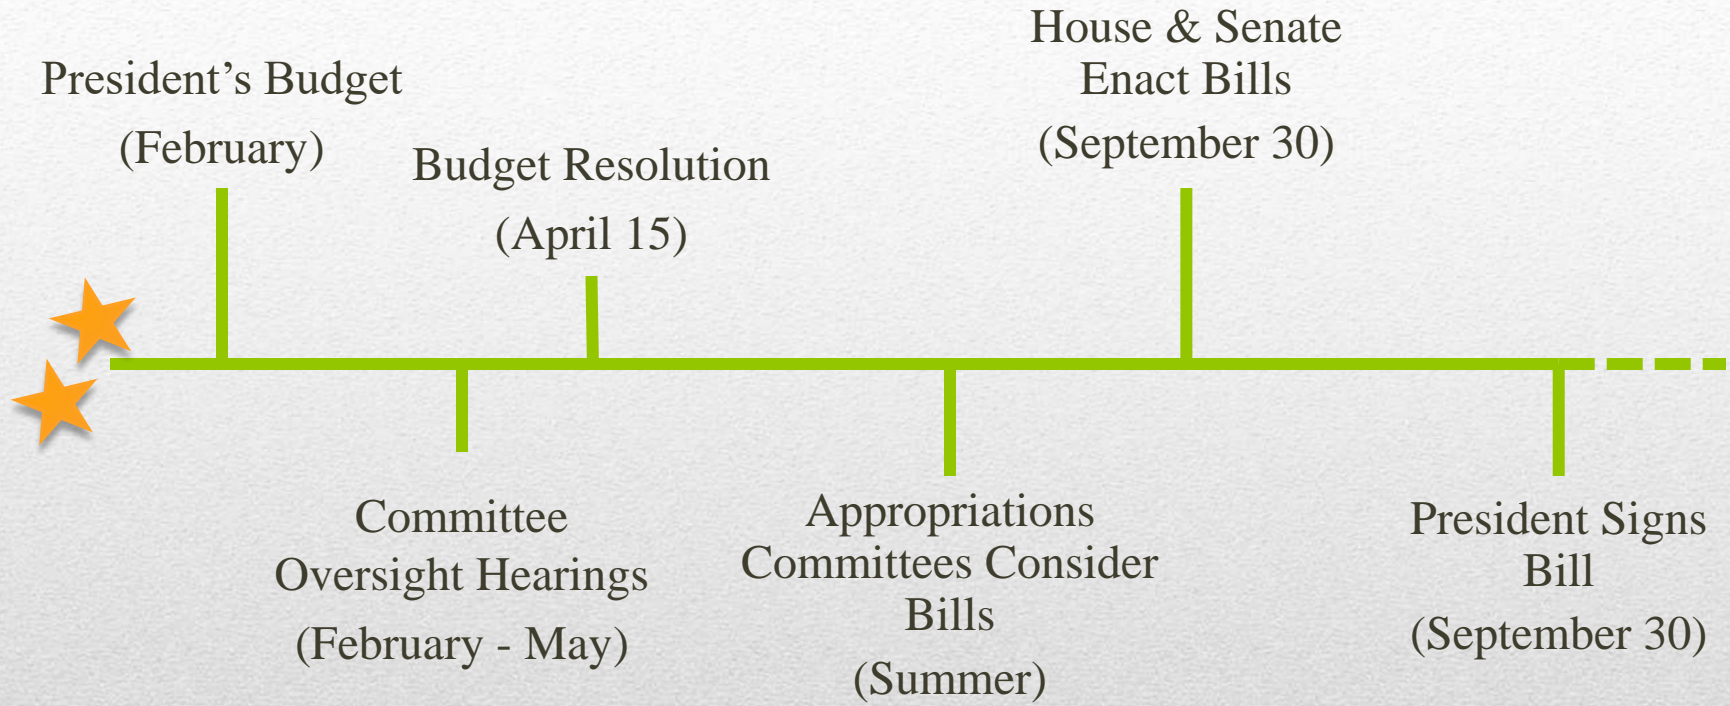 President’s Budget
(February)
Committee
Oversight Hearings
(February - May)
Budget Resolution
(April 15)
Appropriations
Committees Consider
Bills
(Summer)
House & Senate
Enact Bills
(September 30)
President Signs
Bill
(September 30)